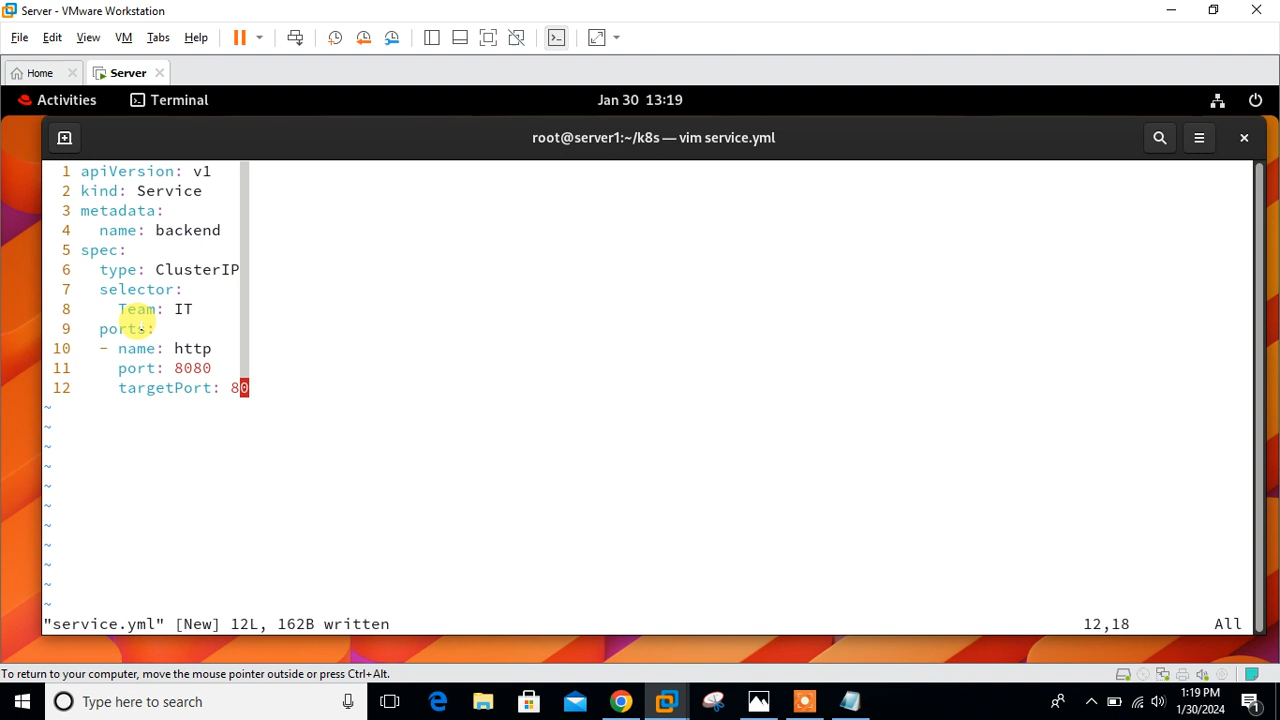 Server - VMware Workstation
File Edit View VM Tabs Help
Home Server
Activities Terminal Jan 30 13:19
root@server1:~/k8s — vim service.yml
1 apiVersion: v1
2 kind: Service
3 metadata:
4   name: backend
5 spec:
6   type: ClusterIP
7   selector:
8     Team: IT
9   ports:
10   - name: http
11     port: 8080
12     targetPort: 80
~
~
~
~
~
~
~
~
~
~
~
"service.yml" [New] 12L, 162B written 12,18 All
To return to your computer, move the mouse pointer outside or press Ctrl+Alt.
Type here to search
1:19 PM
1/30/2024
1